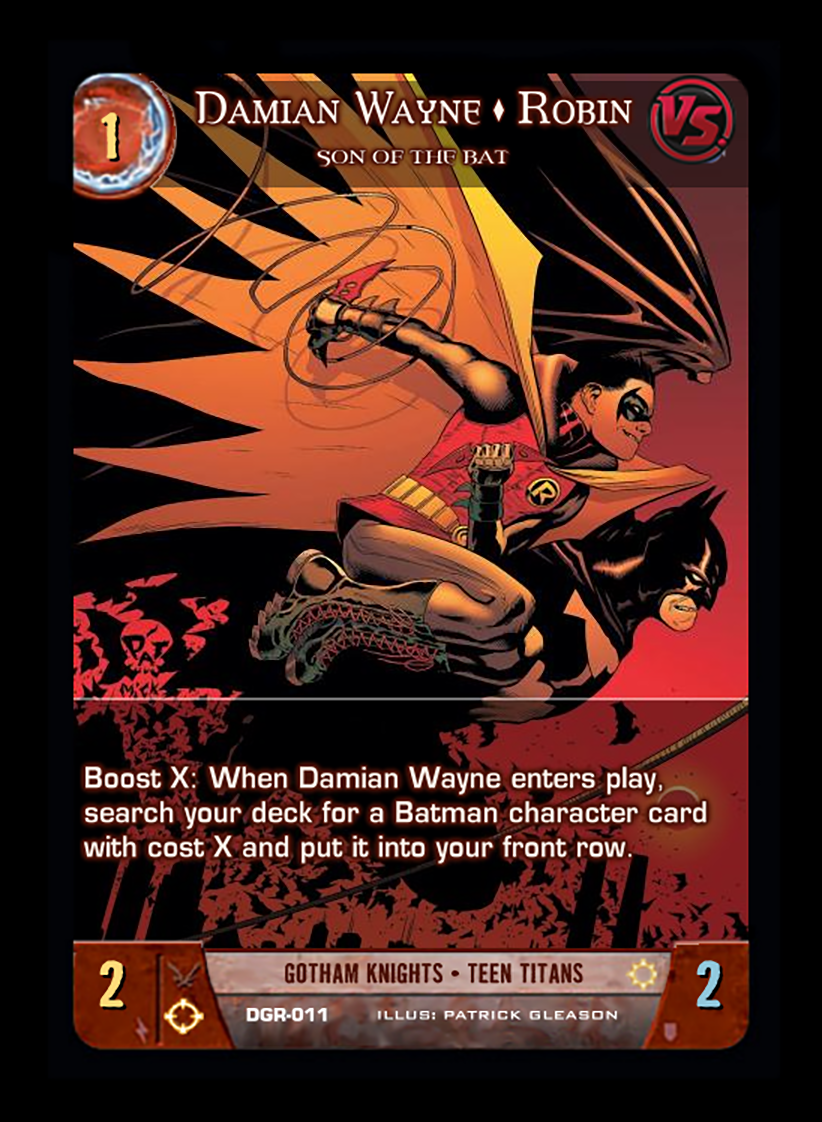 1
DAMIAN WAYNE ♦ ROBIN
VS.
SON OF THE BAT
R
Boost X: When Damian Wayne enters play,
search your deck for a Batman character card
with cost X and put it into your front row.
2
GOTHAM KNIGHTS • TEEN TITANS
2
DGR-011 ILLUS: PATRICK GLEASON